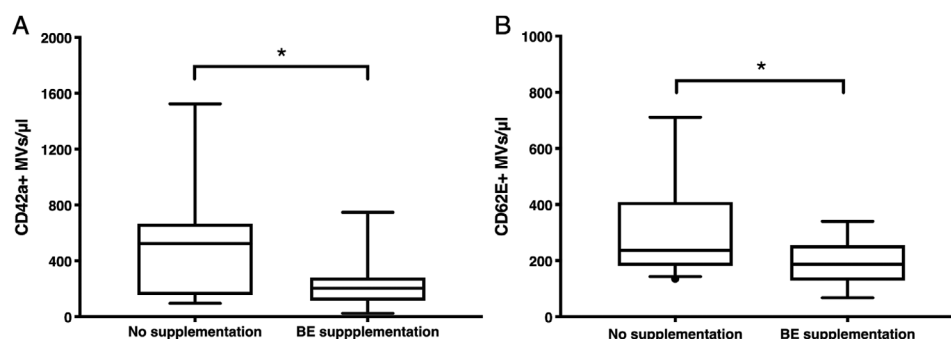 A
CD42a+ MVs/µl
2000
1600
1200
800
400
0
*
No supplementation
BE suppplementation
B
CD62E+ MVs/µl
1000
800
600
400
200
0
*
No supplementation
BE supplementation